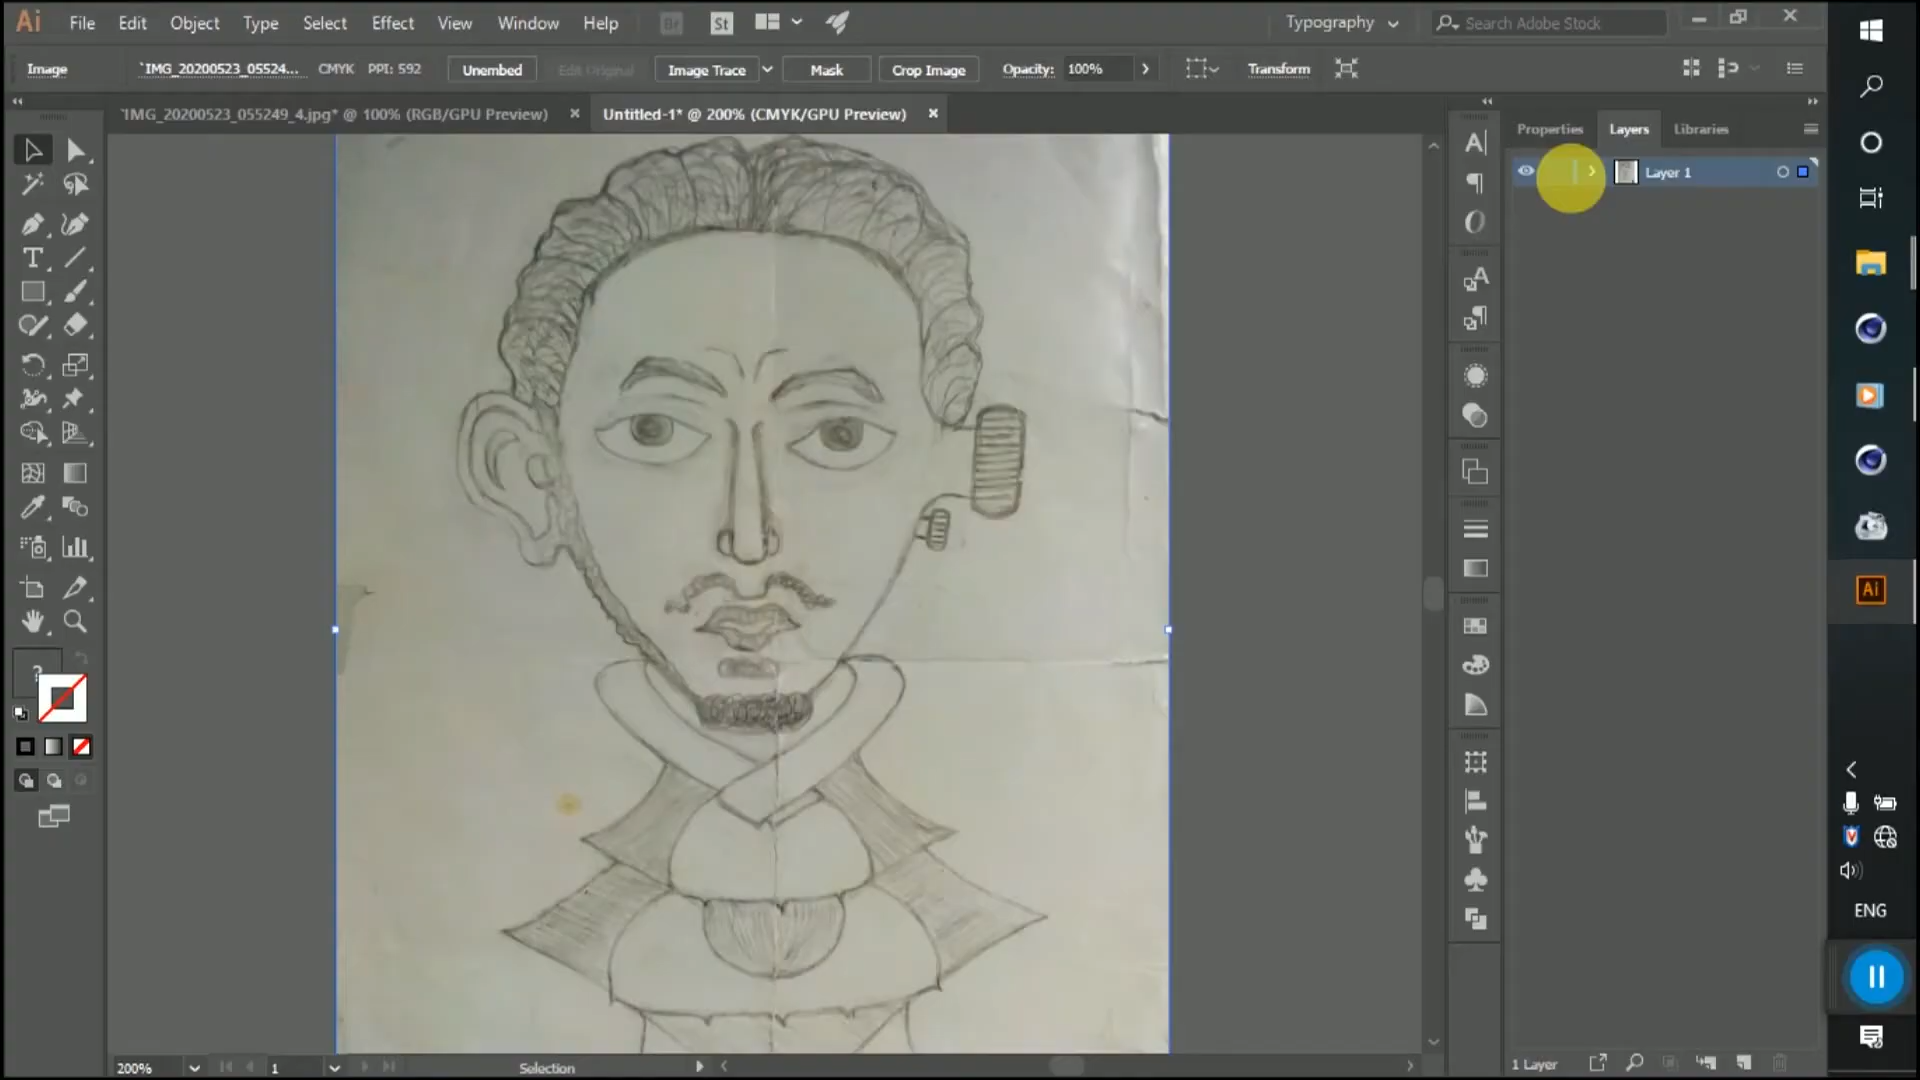 Ai File Edit Object Type Select Effect View Window Help Br St Typography Search Adobe Stock
Image `IMG_20200523_05524... CMYK PPI: 592 Unembed Edit Original Image Trace Mask Crop Image Opacity: 100% Transform
`IMG_20200523_055249_4.jpg* @ 100% (RGB/GPU Preview) Untitled-1* @ 200% (CMYK/GPU Preview)
Properties Layers Libraries
Layer 1
Ai
?
ENG
200% 1 Selection 1 Layer